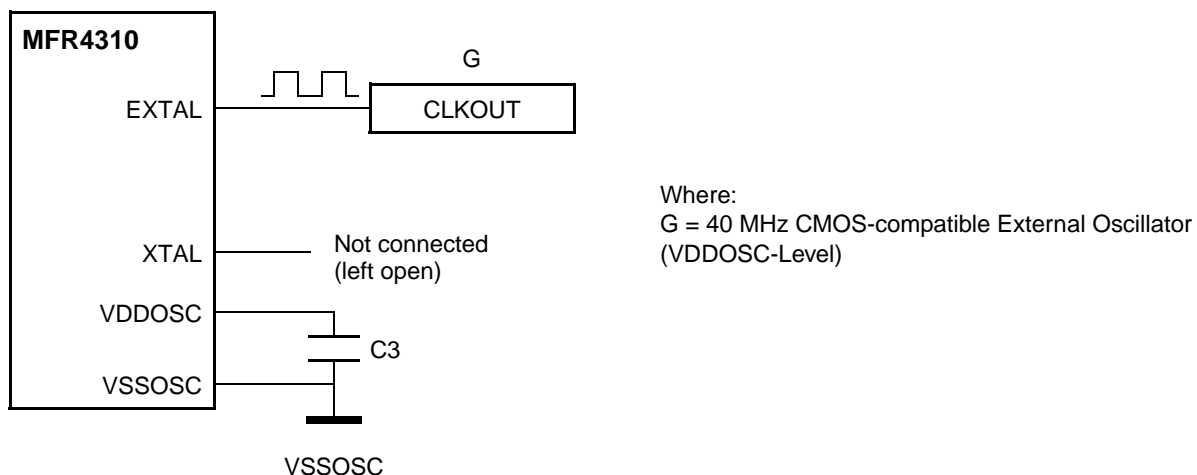 MFR4310
G
EXTAL
CLKOUT
Where:
G = 40 MHz CMOS-compatible External Oscillator
(VDDOSC-Level)
XTAL
Not connected
(left open)
VDDOSC
C3
VSSOSC
VSSOSC